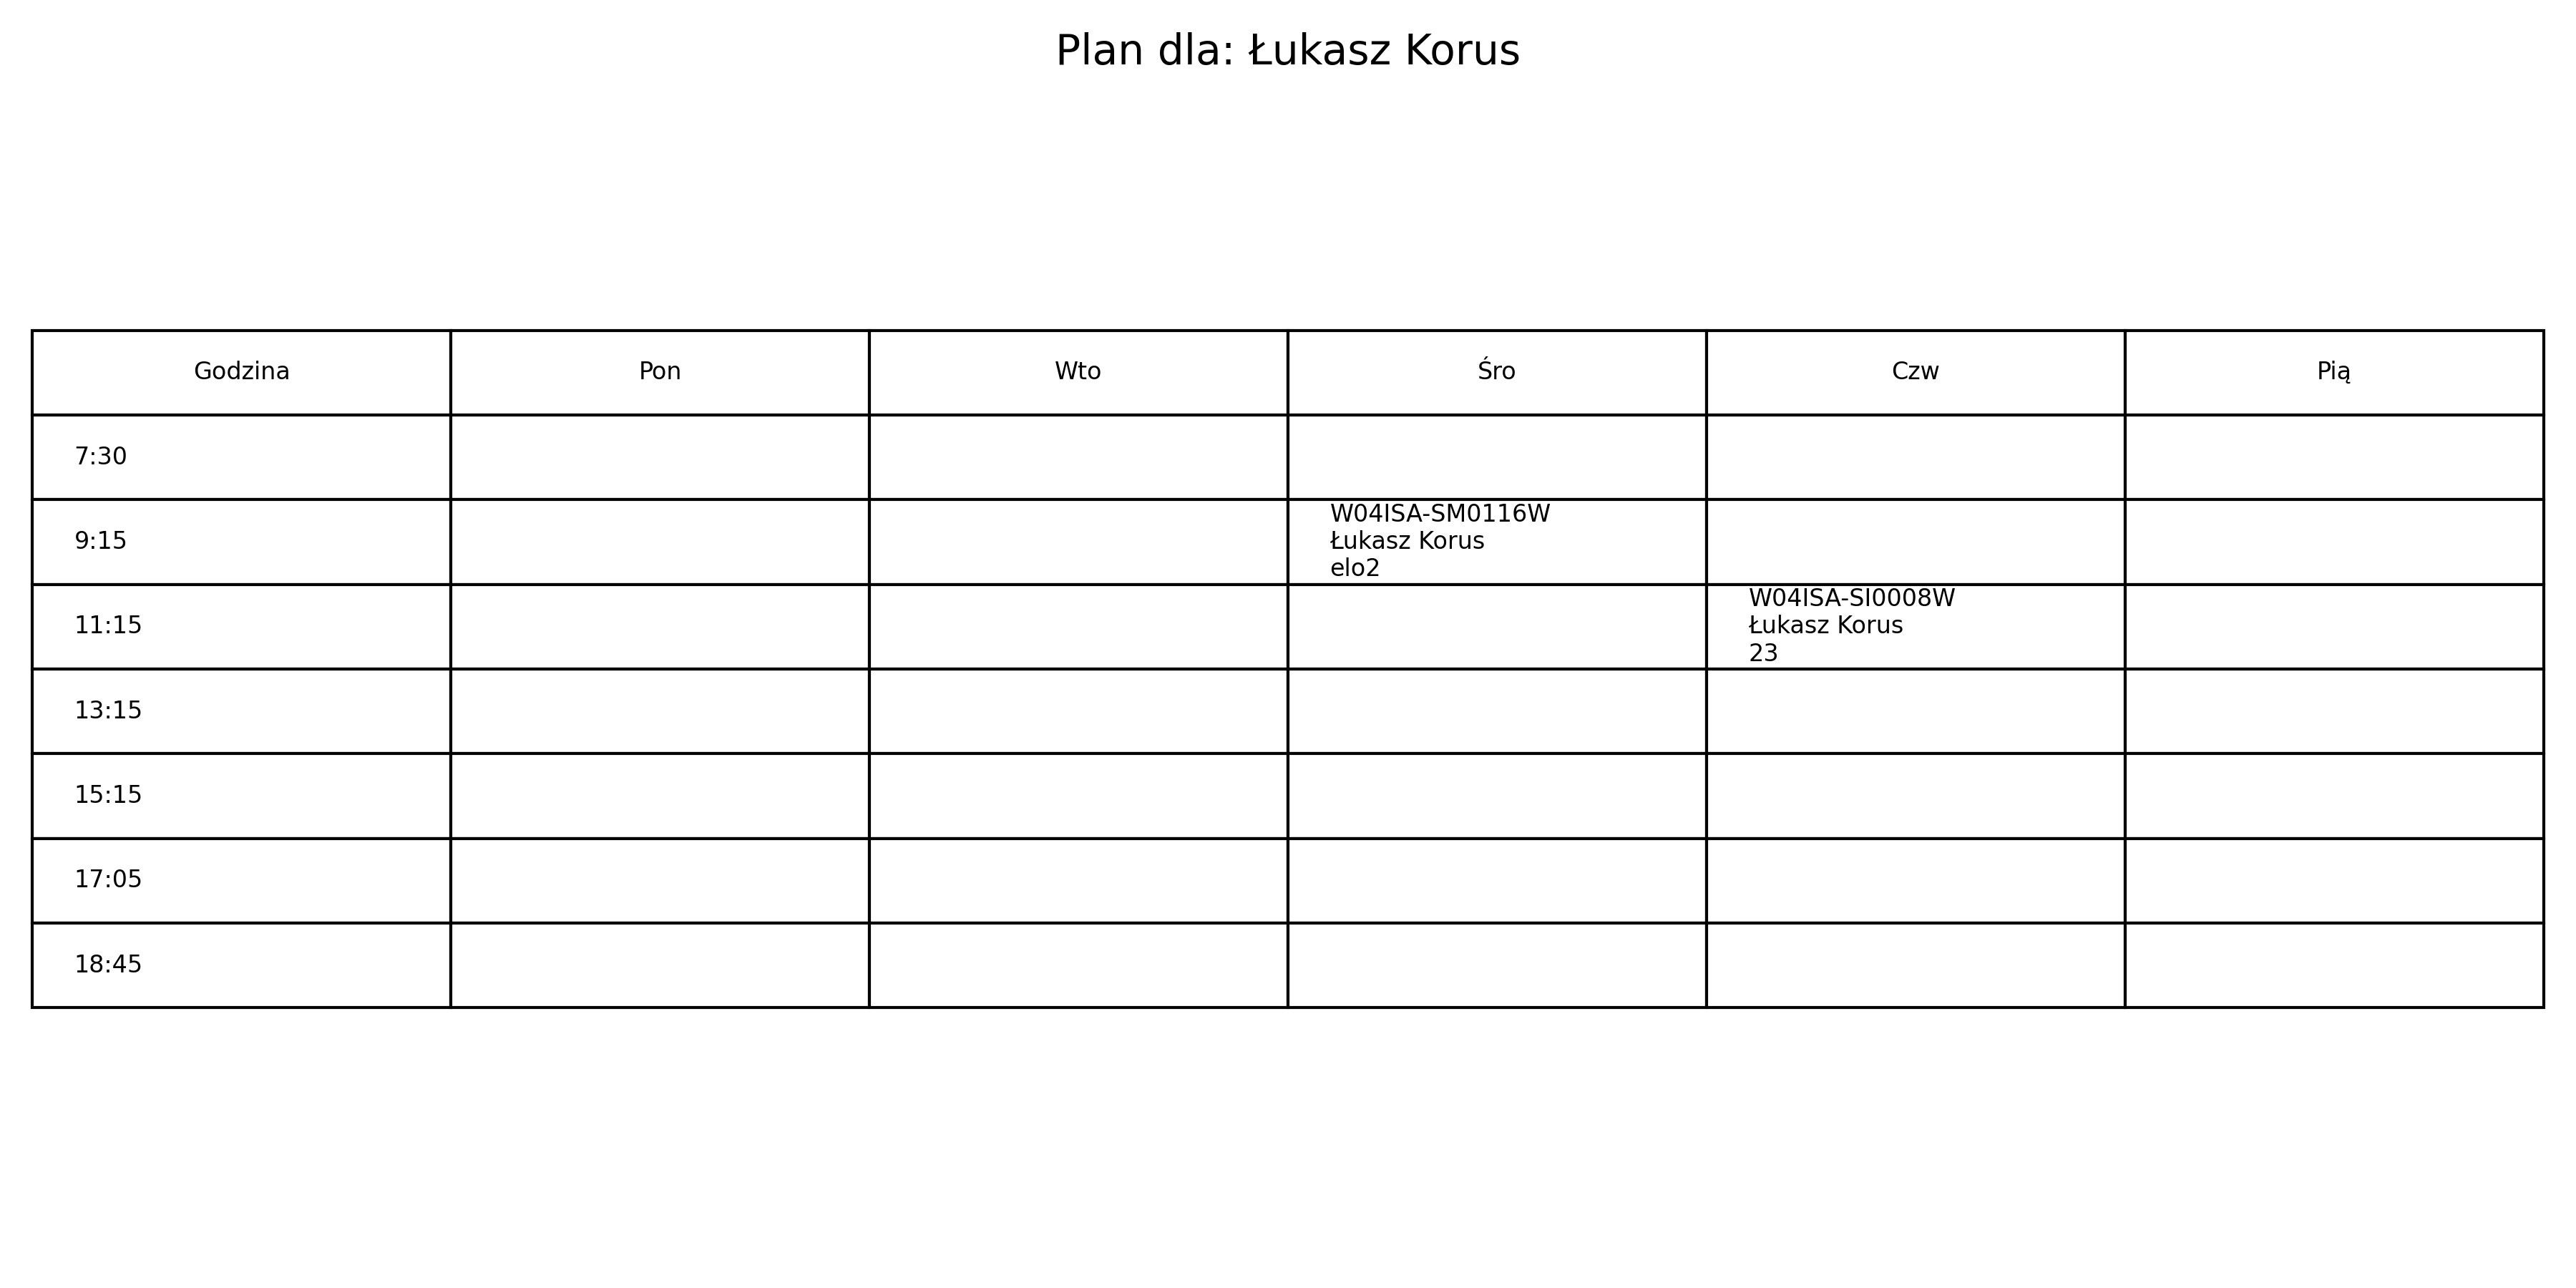 Plan dla: Łukasz Korus
Godzina Pon Wto Śro Czw Pią
7:30
9:15
W04ISA-SM0116W
Łukasz Korus
elo2
11:15
W04ISA-SI0008W
Łukasz Korus
23
13:15
15:15
17:05
18:45